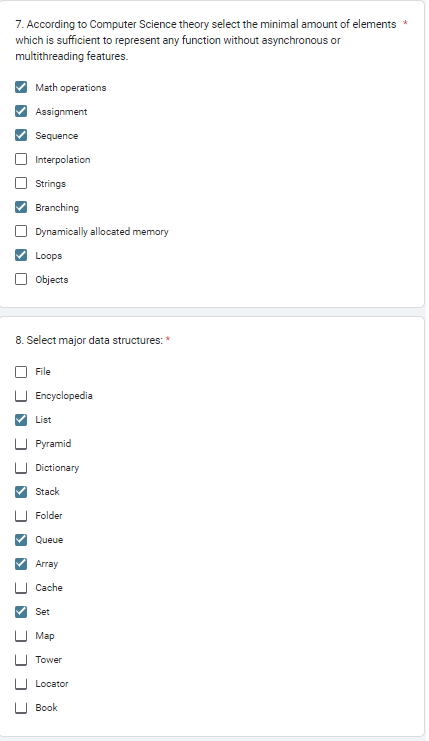 7. According to Computer Science theory select the minimal amount of elements *
which is sufficient to represent any function without asynchronous or
multithreading features.
Math operations
Assignment
Sequence
Interpolation
Strings
Branching
Dynamically allocated memory
Loops
Objects
8. Select major data structures: *
File
Encyclopedia
List
Pyramid
Dictionary
Stack
Folder
Queue
Array
Cache
Set
Map
Tower
Locator
Book